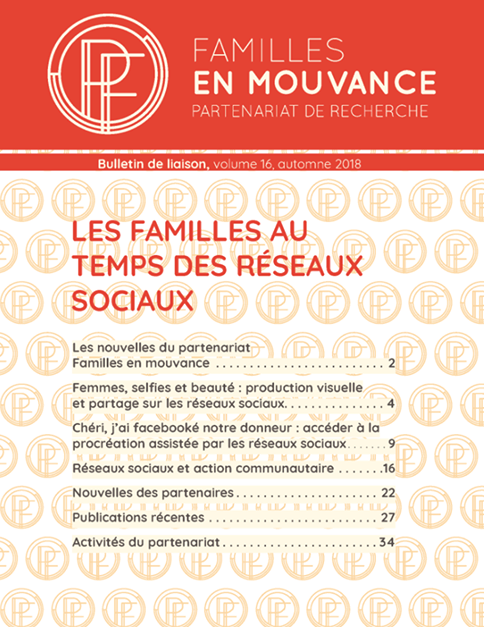 FAMILLES
EN MOUVANCE
PARTENARIAT DE RECHERCHE
Bulletin de liaison, volume 16, automne 2018
LES FAMILLES AU
TEMPS DES RÉSEAUX
SOCIAUX
Les nouvelles du partenariat
Familles en mouvance . . . . . . . . . . . . . . . . . . . . . . . . 2
Femmes, selfies et beauté : production visuelle
et partage sur les réseaux sociaux. . . . . . . . . . . . . . 4
Chéri, j'ai facebooké notre donneur : accéder à la
procréation assistée par les réseaux sociaux . . . . . . 9
Réseaux sociaux et action communautaire . . . . . . .16
Nouvelles des partenaires . . . . . . . . . . . . . . . . . . . . 22
Publications récentes . . . . . . . . . . . . . . . . . . . . . . . . 27
Activités du partenariat . . . . . . . . . . . . . . . . . . . . . . 34